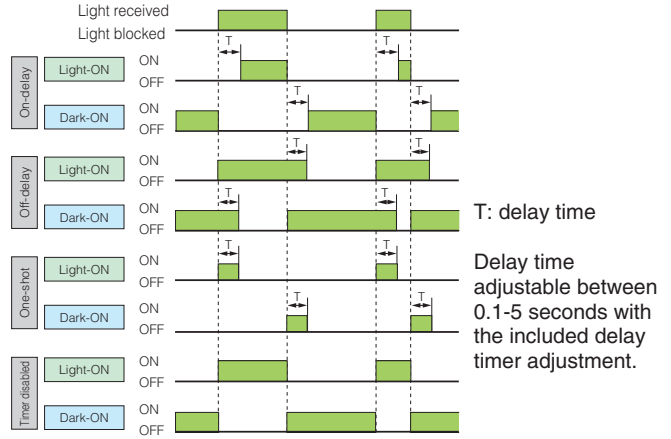 Light received
Light blocked
T
T
On-delay
Light-ON
ON
OFF
T
T
Dark-ON
ON
OFF
T
T
Off-delay
Light-ON
ON
OFF
T
T
Dark-ON
ON
OFF
T: delay time
T
T
One-shot
Light-ON
ON
OFF
T
T
Dark-ON
ON
OFF
Delay time
adjustable between
0.1-5 seconds with
the included delay
timer adjustment.
Timer disabled
Light-ON
ON
OFF
Dark-ON
ON
OFF